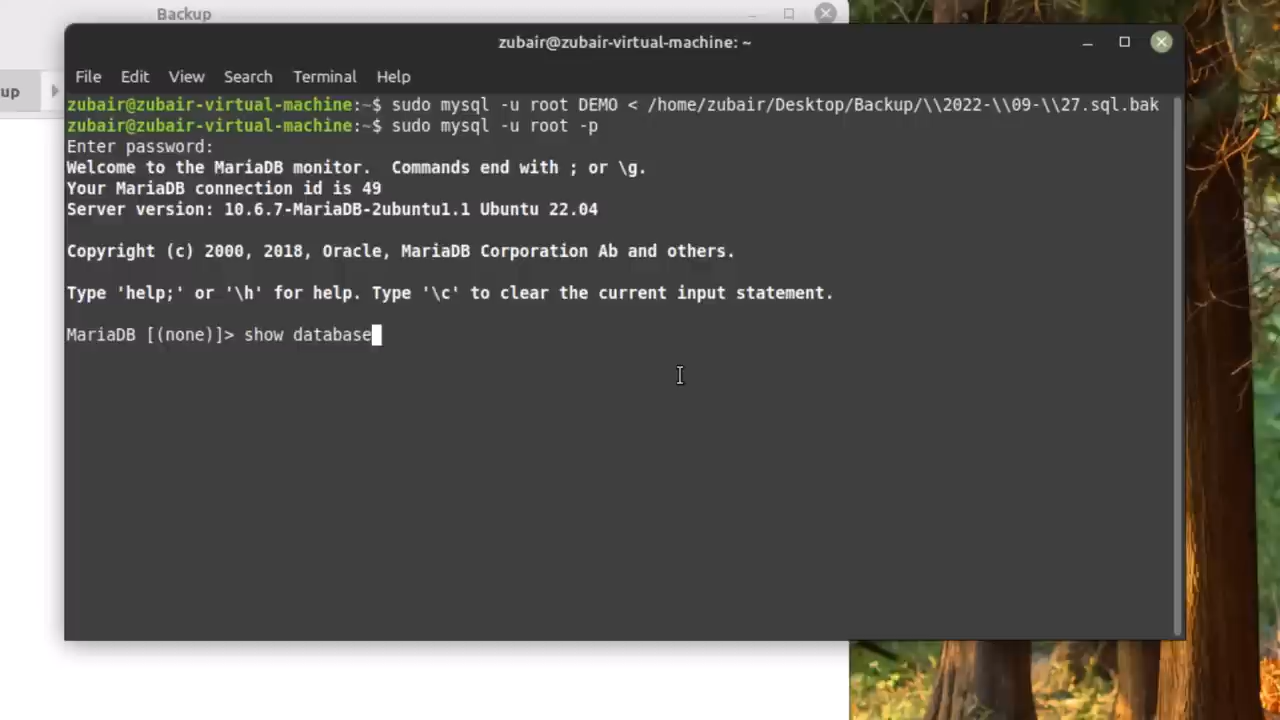 Backup
up
zubair@zubair-virtual-machine: ~
File Edit View Search Terminal Help
zubair@zubair-virtual-machine:~$ sudo mysql -u root DEMO < /home/zubair/Desktop/Backup/\\2022-\\09-\\27.sql.bak
zubair@zubair-virtual-machine:~$ sudo mysql -u root -p
Enter password:
Welcome to the MariaDB monitor.  Commands end with ; or \g.
Your MariaDB connection id is 49
Server version: 10.6.7-MariaDB-2ubuntu1.1 Ubuntu 22.04
Copyright (c) 2000, 2018, Oracle, MariaDB Corporation Ab and others.
Type 'help;' or '\h' for help. Type '\c' to clear the current input statement.
MariaDB [(none)]> show database